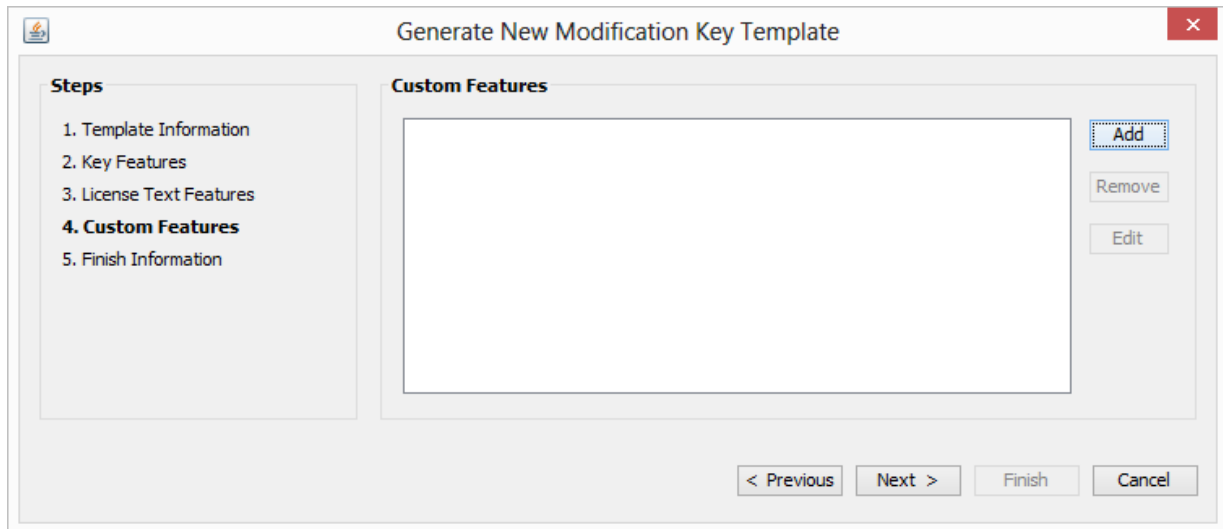 Generate New Modification Key Template
Steps
1. Template Information
2. Key Features
3. License Text Features
4. Custom Features
5. Finish Information
Custom Features
Add
Remove
Edit
< Previous
Next >
Finish
Cancel